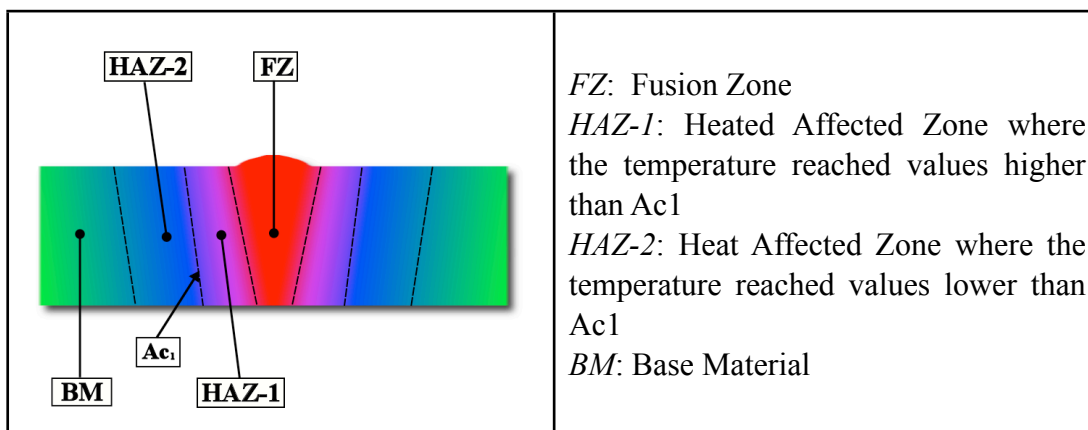 HAZ-2
FZ
Ac₁
BM
HAZ-1
FZ: Fusion Zone
HAZ-1: Heated Affected Zone where
the temperature reached values higher
than Ac1
HAZ-2: Heat Affected Zone where the
temperature reached values lower than
Ac1
BM: Base Material